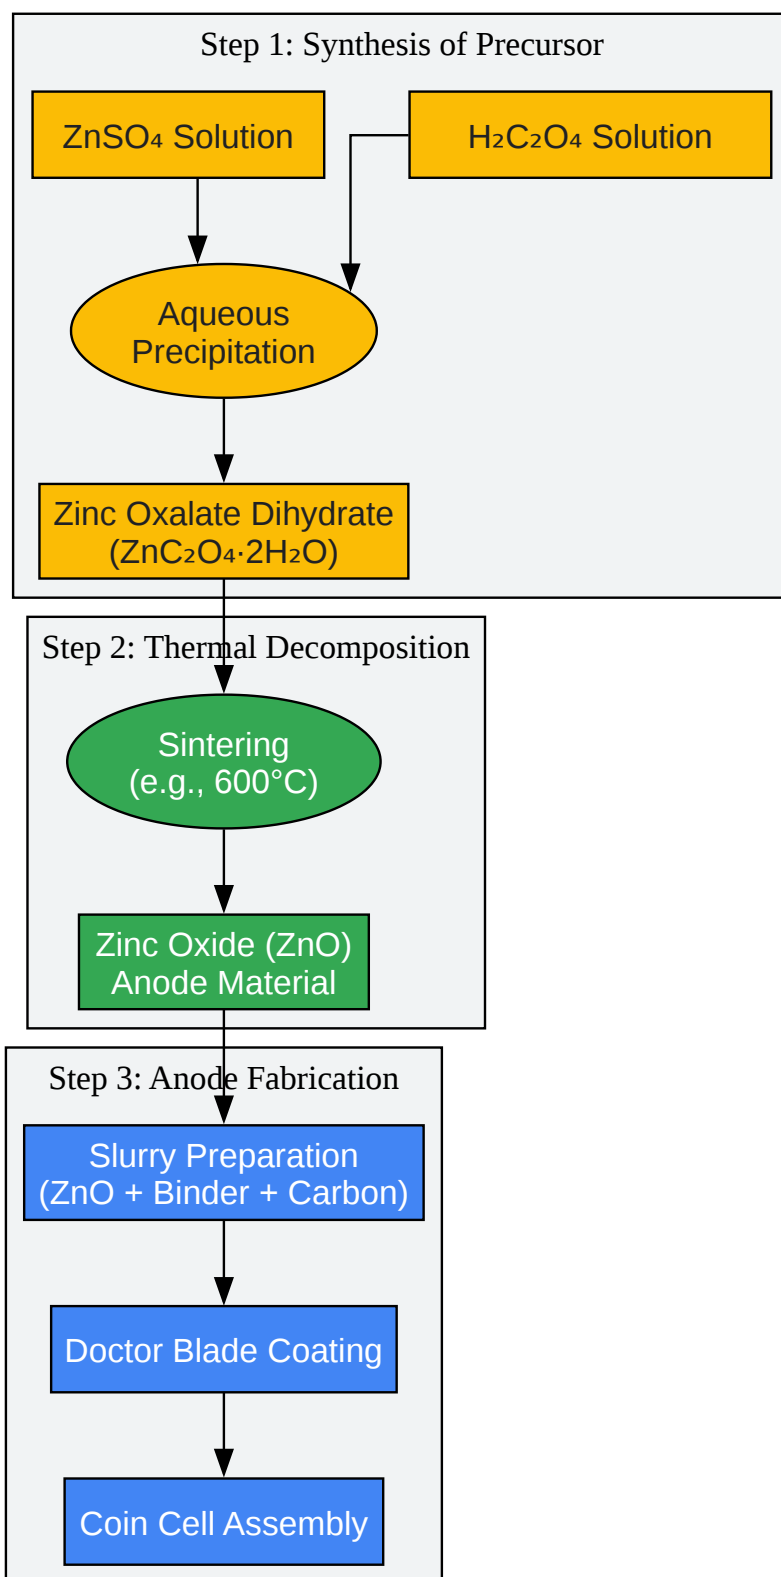 Step 1: Synthesis of Precursor
ZnSO₄ Solution
H₂C₂O₄ Solution
Aqueous
Precipitation
Zinc Oxalate Dihydrate
(ZnC₂O₄·2H₂O)
Step 2: Thermal Decomposition
Sintering
(e.g., 600°C)
Zinc Oxide (ZnO)
Anode Material
Step 3: Anode Fabrication
Slurry Preparation
(ZnO + Binder + Carbon)
Doctor Blade Coating
Coin Cell Assembly